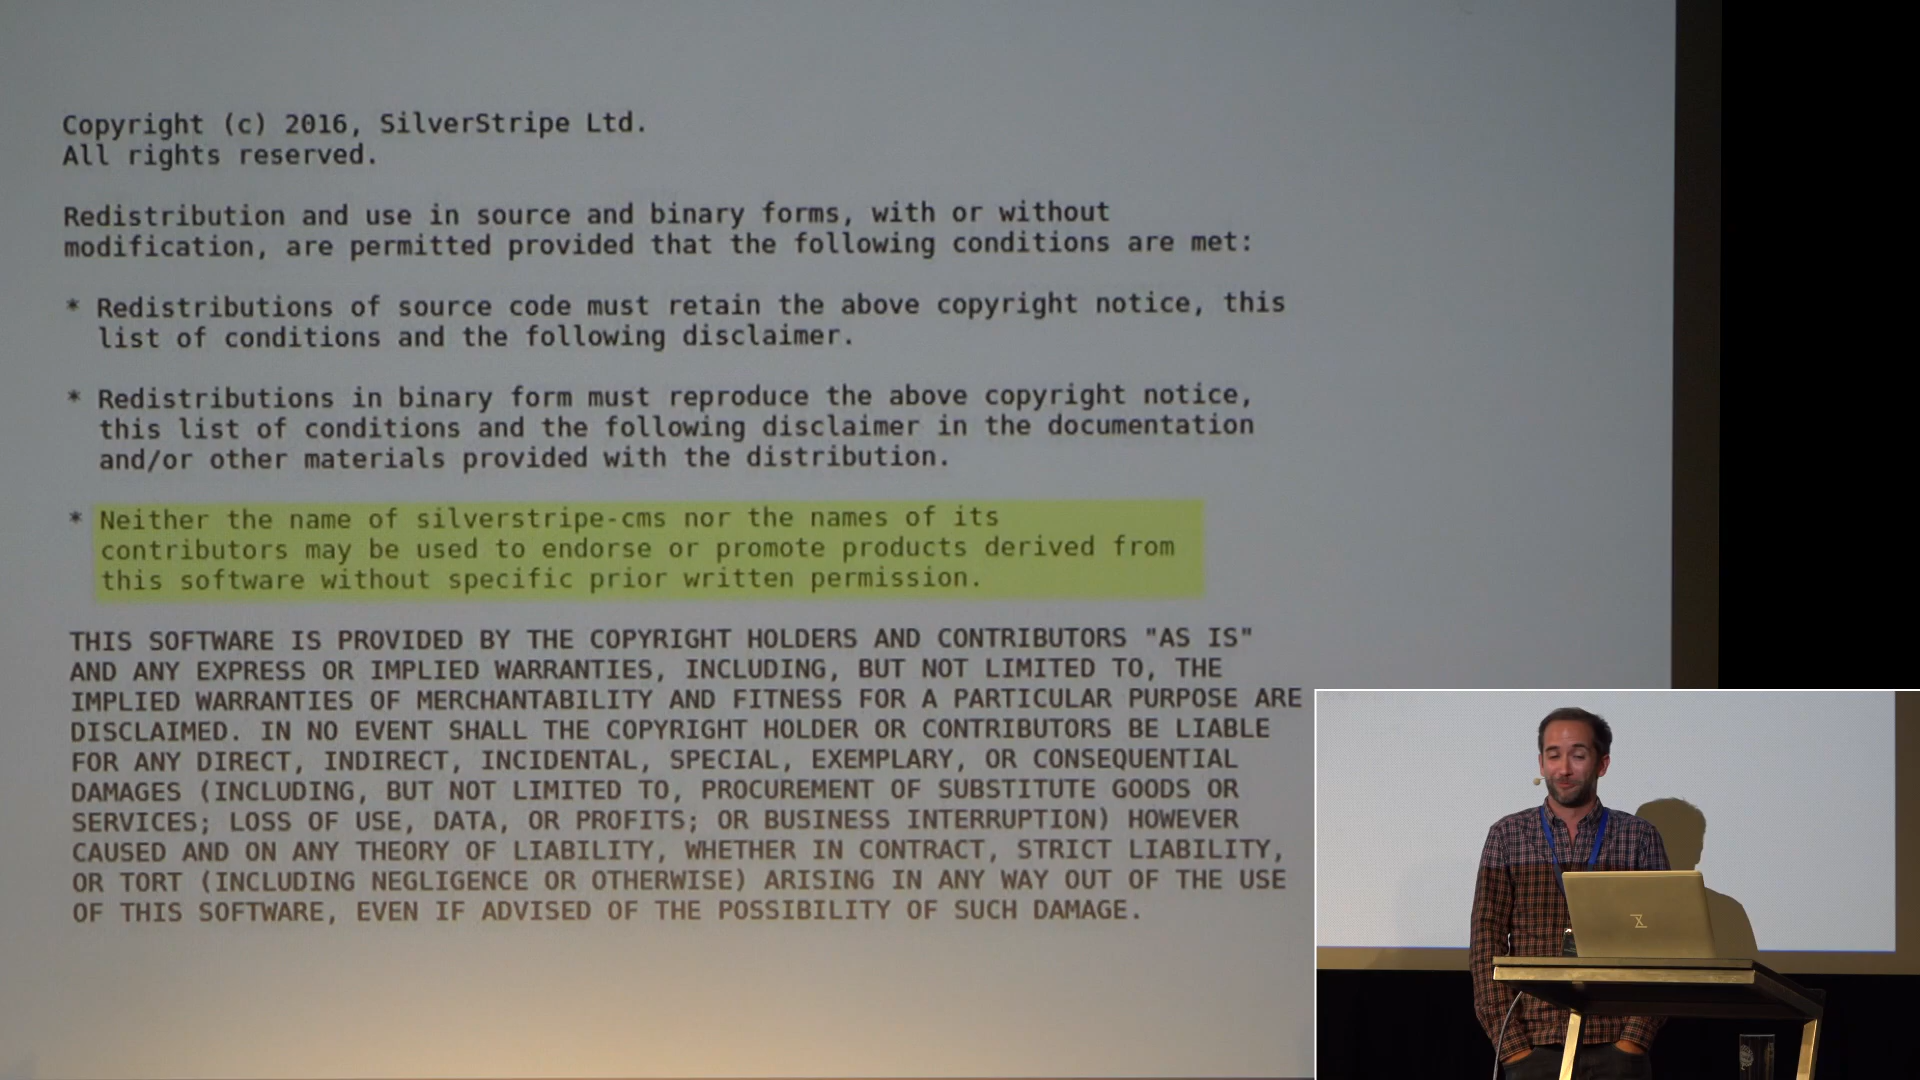 Copyright (c) 2016, SilverStripe Ltd.
All rights reserved.
Redistribution and use in source and binary forms, with or without
modification, are permitted provided that the following conditions are met:
* Redistributions of source code must retain the above copyright notice, this
list of conditions and the following disclaimer.
* Redistributions in binary form must reproduce the above copyright notice,
this list of conditions and the following disclaimer in the documentation
and/or other materials provided with the distribution.
* Neither the name of silverstripe-cms nor the names of its
contributors may be used to endorse or promote products derived from
this software without specific prior written permission.
THIS SOFTWARE IS PROVIDED BY THE COPYRIGHT HOLDERS AND CONTRIBUTORS "AS IS"
AND ANY EXPRESS OR IMPLIED WARRANTIES, INCLUDING, BUT NOT LIMITED TO, THE
IMPLIED WARRANTIES OF MERCHANTABILITY AND FITNESS FOR A PARTICULAR PURPOSE ARE
DISCLAIMED. IN NO EVENT SHALL THE COPYRIGHT HOLDER OR CONTRIBUTORS BE LIABLE
FOR ANY DIRECT, INDIRECT, INCIDENTAL, SPECIAL, EXEMPLARY, OR CONSEQUENTIAL
DAMAGES (INCLUDING, BUT NOT LIMITED TO, PROCUREMENT OF SUBSTITUTE GOODS OR
SERVICES; LOSS OF USE, DATA, OR PROFITS; OR BUSINESS INTERRUPTION) HOWEVER
CAUSED AND ON ANY THEORY OF LIABILITY, WHETHER IN CONTRACT, STRICT LIABILITY,
OR TORT (INCLUDING NEGLIGENCE OR OTHERWISE) ARISING IN ANY WAY OUT OF THE USE
OF THIS SOFTWARE, EVEN IF ADVISED OF THE POSSIBILITY OF SUCH DAMAGE.